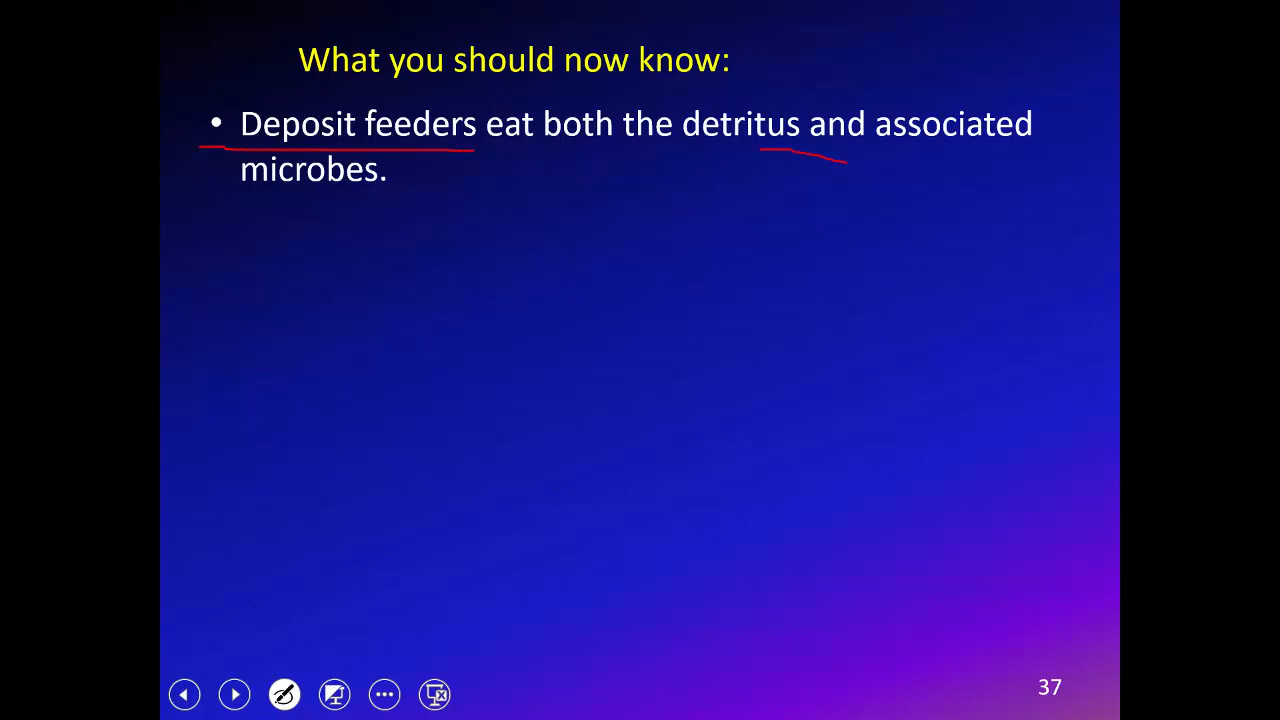 What you should now know:
• Deposit feeders eat both the detritus and associated
microbes.
37